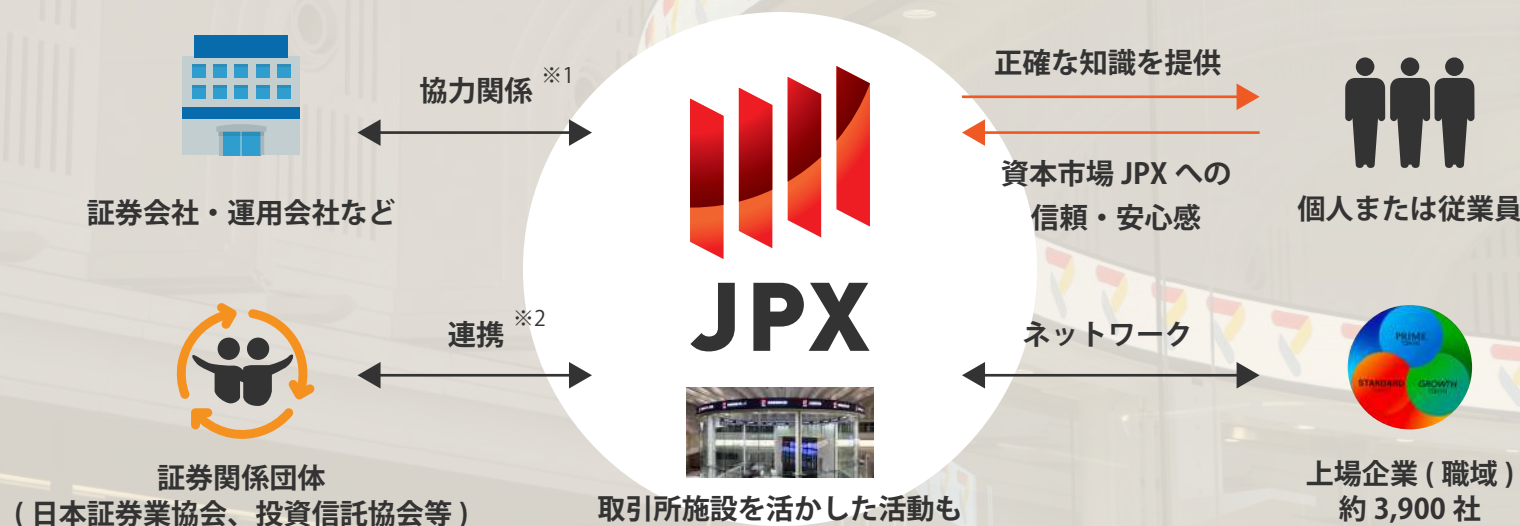 協力関係 ※1
証券会社・運用会社など
連携 ※2
証券関係団体
( 日本証券業協会、投資信託協会等 )
JPX
取引所施設を活かした活動も
正確な知識を提供
資本市場 JPX への
信頼・安心感
個人または従業員
ネットワーク
PRIME
TOKYO
STANDARD
TOKYO
GROWTH
TOKYO
上場企業 ( 職域 )
約 3,900 社